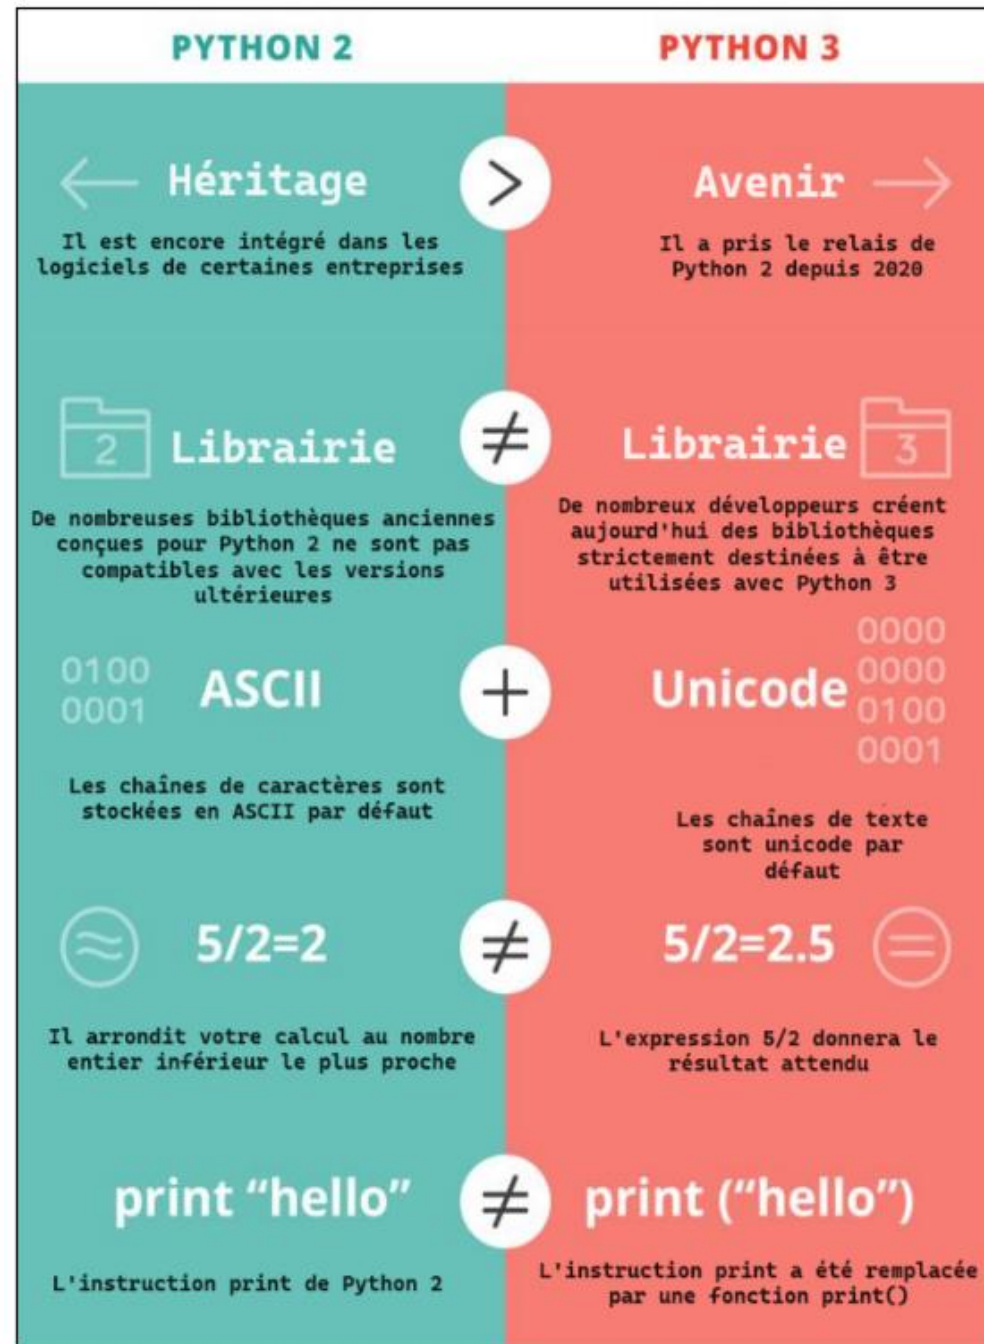 PYTHON 2
PYTHON 3
Héritage
>
Avenir
Il est encore intégré dans les
logiciels de certaines entreprises
Il a pris le relais de
Python 2 depuis 2020
2
Librairie
≠
Librairie
3
De nombreuses bibliothèques anciennes
conçues pour Python 2 ne sont pas
compatibles avec les versions
ultérieures
De nombreux développeurs créent
aujourd'hui des bibliothèques
strictement destinées à être
utilisées avec Python 3
0100
0001
ASCII
+
Unicode
0000
0000
0100
0001
Les chaînes de caractères sont
stockées en ASCII par défaut
Les chaînes de texte
sont unicode par
défaut
≈
5/2=2
≠
5/2=2.5
=
Il arrondit votre calcul au nombre
entier inférieur le plus proche
L'expression 5/2 donnera le
résultat attendu
print “hello”
≠
print (“hello”)
L'instruction print de Python 2
L'instruction print a été remplacée
par une fonction print()